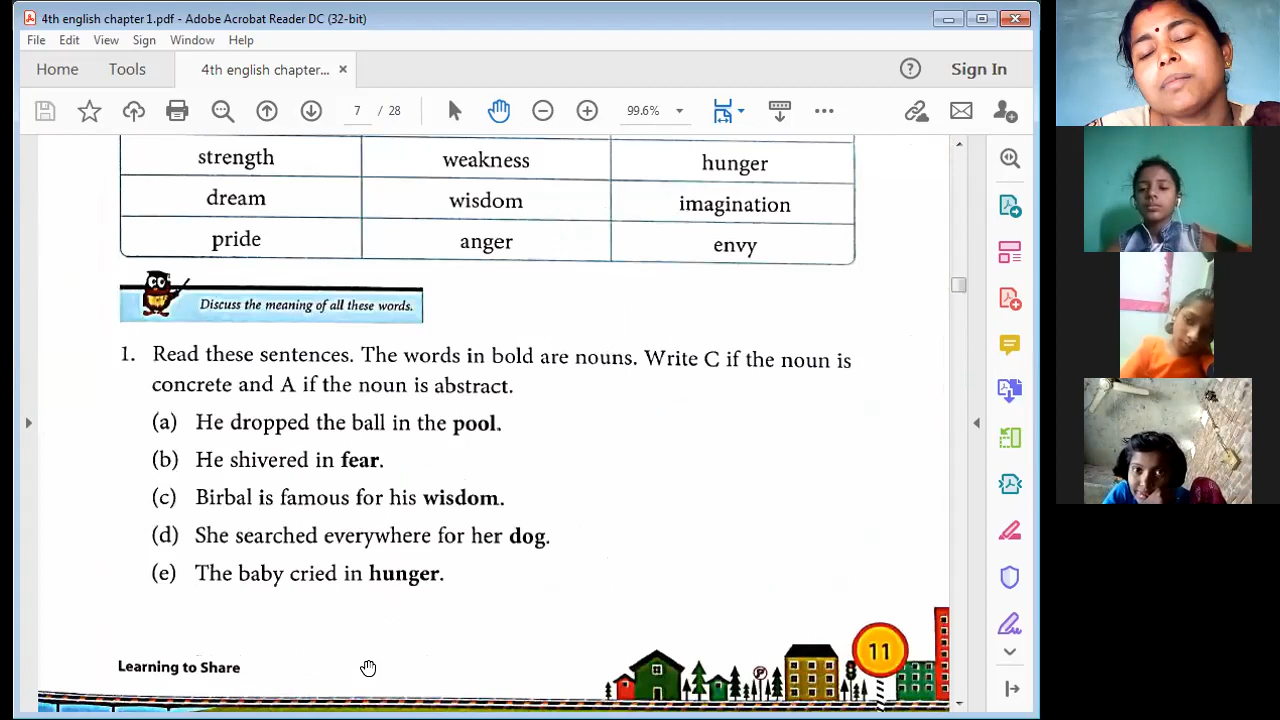 4th english chapter 1.pdf - Adobe Acrobat Reader DC (32-bit)
File Edit View Sign Window Help
Home Tools 4th english chapter... Sign In
7 / 28 99.6%
strength weakness hunger
dream wisdom imagination
pride anger envy
Discuss the meaning of all these words.
1. Read these sentences. The words in bold are nouns. Write C if the noun is
concrete and A if the noun is abstract.
(a) He dropped the ball in the pool.
(b) He shivered in fear.
(c) Birbal is famous for his wisdom.
(d) She searched everywhere for her dog.
(e) The baby cried in hunger.
Learning to Share
11